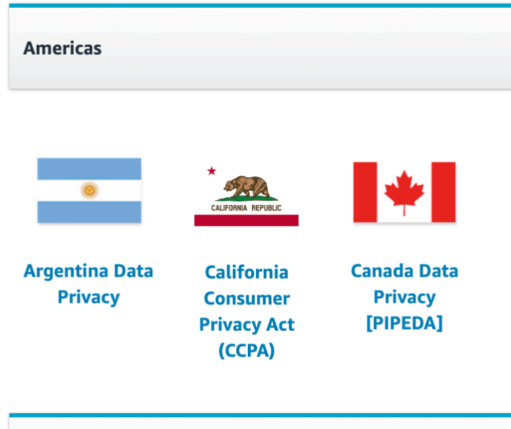 Americas
CALIFORNIA REPUBLIC
Argentina Data
Privacy
California
Consumer
Privacy Act
(CCPA)
Canada Data
Privacy
[PIPEDA]